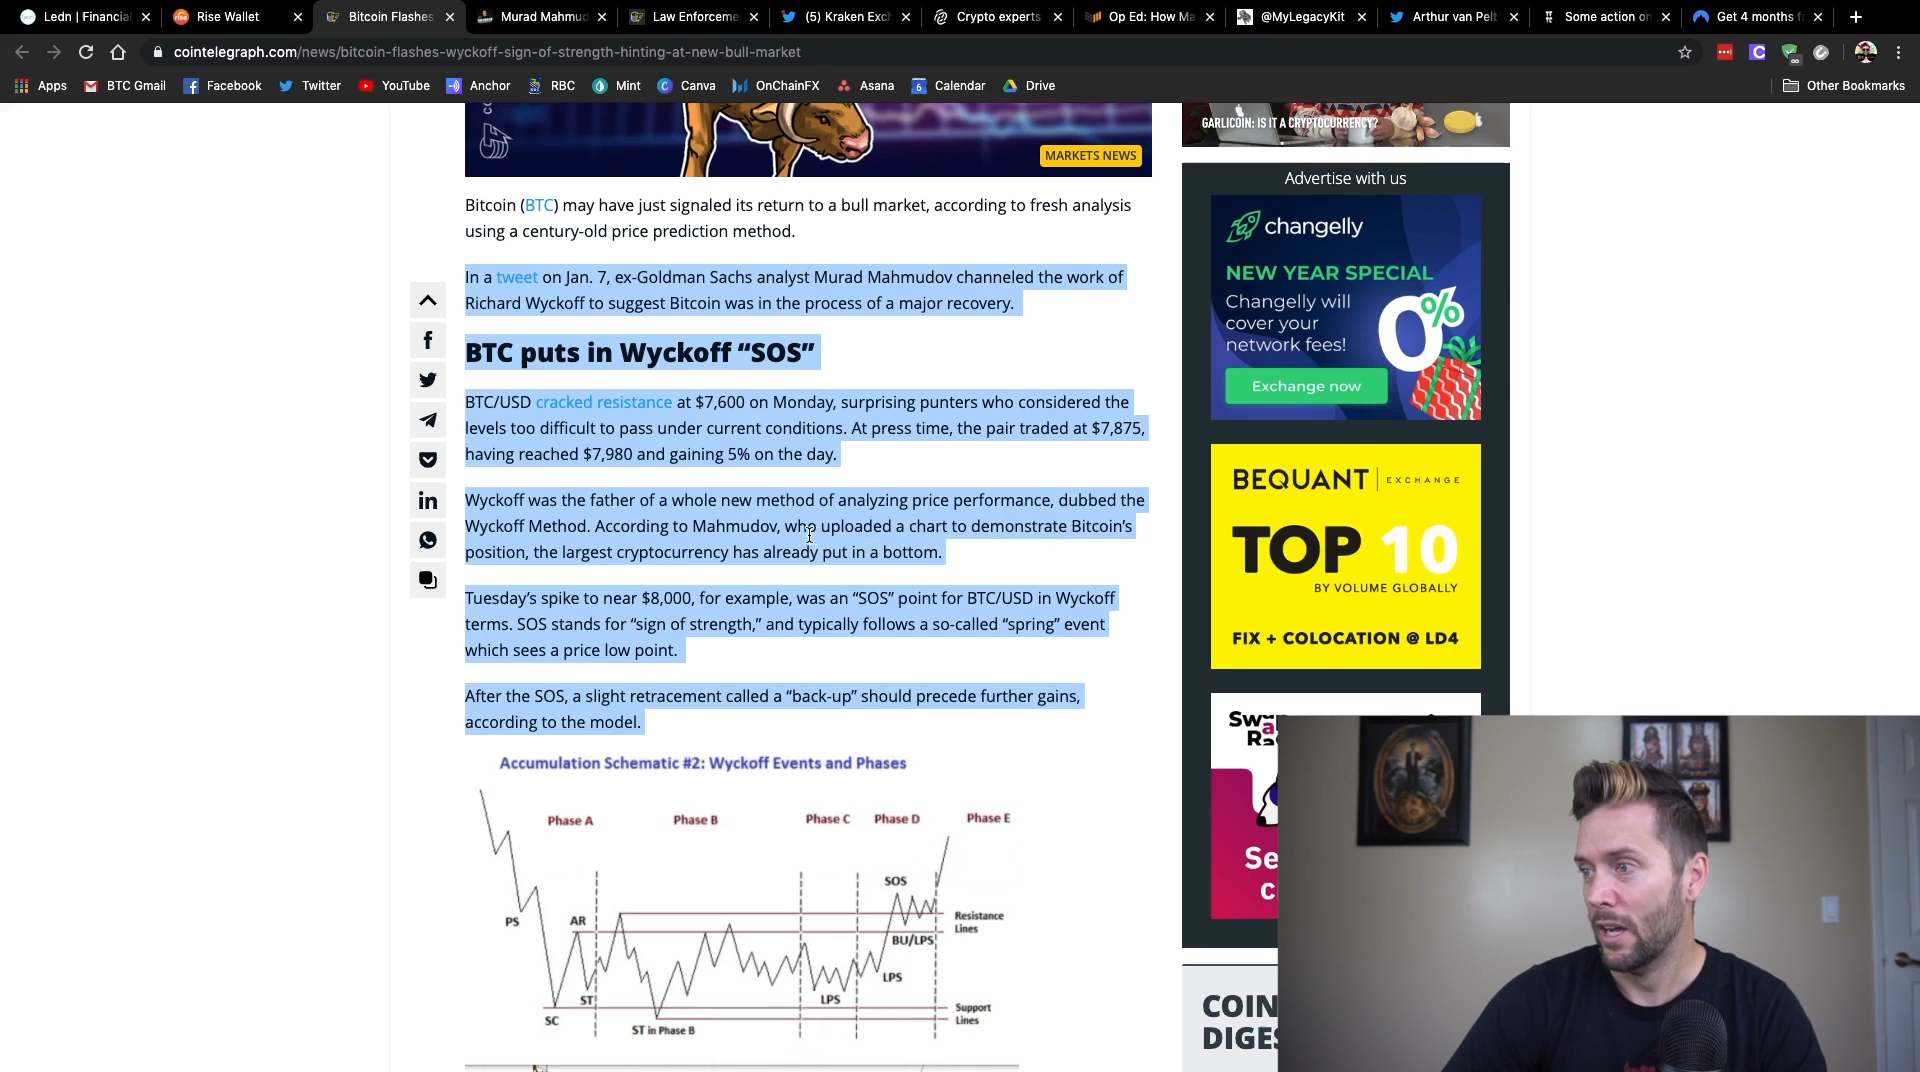 Ledn | Financial
Rise Wallet
Bitcoin Flashes
Murad Mahmud
Law Enforceme
(5) Kraken Exch
Crypto experts
Op Ed: How Ma
@MyLegacyKit
Arthur van Pelt
Some action on
Get 4 months f
cointelegraph.com/news/bitcoin-flashes-wyckoff-sign-of-strength-hinting-at-new-bull-market
Apps
BTC Gmail
Facebook
Twitter
YouTube
Anchor
RBC
Mint
Canva
OnChainFX
Asana
6
Calendar
Drive
Other Bookmarks
MARKETS NEWS
GARLICOIN: IS IT A CRYPTOCURRENCY?
Bitcoin (BTC) may have just signaled its return to a bull market, according to fresh analysis
using a century-old price prediction method.
In a tweet on Jan. 7, ex-Goldman Sachs analyst Murad Mahmudov channeled the work of
Richard Wyckoff to suggest Bitcoin was in the process of a major recovery.
BTC puts in Wyckoff “SOS”
BTC/USD cracked resistance at $7,600 on Monday, surprising punters who considered the
levels too difficult to pass under current conditions. At press time, the pair traded at $7,875,
having reached $7,980 and gaining 5% on the day.
Wyckoff was the father of a whole new method of analyzing price performance, dubbed the
Wyckoff Method. According to Mahmudov, who uploaded a chart to demonstrate Bitcoin’s
position, the largest cryptocurrency has already put in a bottom.
Tuesday’s spike to near $8,000, for example, was an “SOS” point for BTC/USD in Wyckoff
terms. SOS stands for “sign of strength,” and typically follows a so-called “spring” event
which sees a price low point.
After the SOS, a slight retracement called a “back-up” should precede further gains,
according to the model.
Accumulation Schematic #2: Wyckoff Events and Phases
Phase A
Phase B
Phase C
Phase D
Phase E
SOS
PS
AR
Resistance
Lines
BU/LPS
LPS
ST
LPS
Support
Lines
SC
ST in Phase B
Advertise with us
changelly
NEW YEAR SPECIAL
Changelly will
cover your
network fees!
0%
Exchange now
BEQUANT | EXCHANGE
TOP 10
BY VOLUME GLOBALLY
FIX + COLOCATION @ LD4
Swa
Ra
Se
c
COIN
DIGES